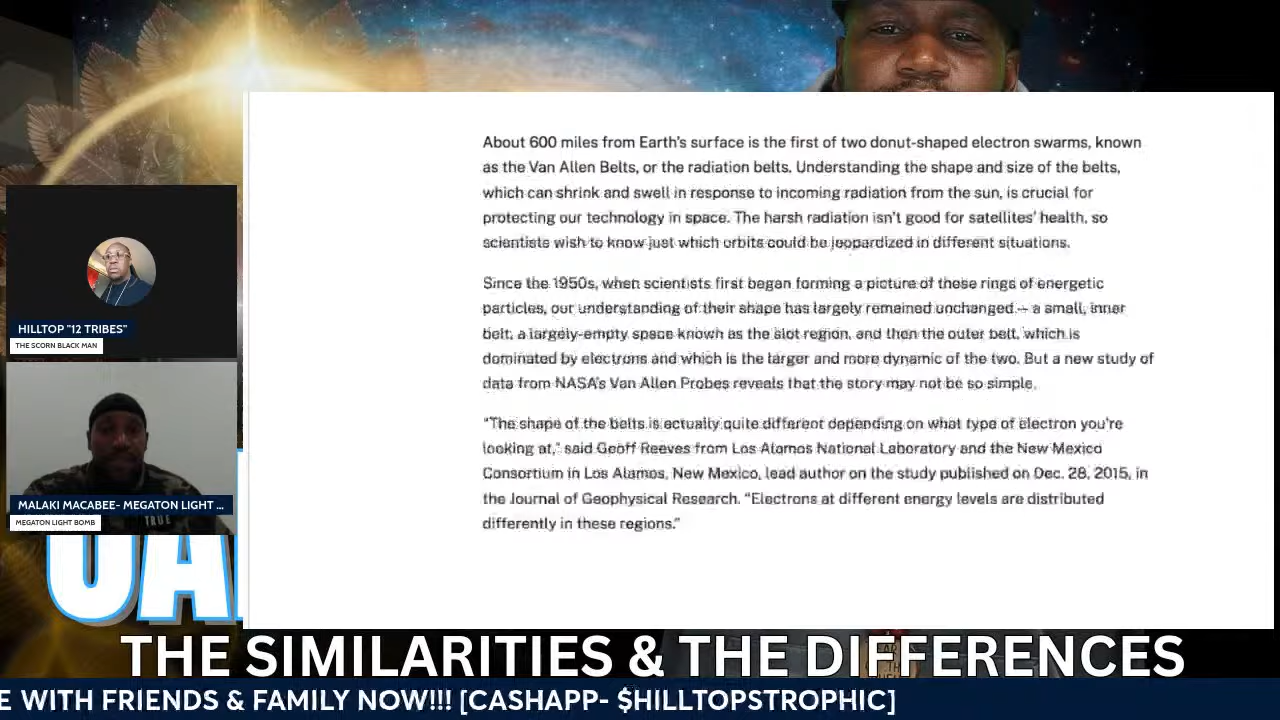 About 600 miles from Earth's surface is the first of two donut-shaped electron swarms, known
as the Van Allen Belts, or the radiation belts. Understanding the shape and size of the belts,
which can shrink and swell in response to incoming radiation from the sun, is crucial for
protecting our technology in space. The harsh radiation isn't good for satellites' health, so
scientists wish to know just which orbits could be jeopardized in different situations.
Since the 1950s, when scientists first began forming a picture of these rings of energetic
particles, our understanding of their shape has largely remained unchanged – a small, inner
belt, a largely-empty space known as the slot region, and then the outer belt, which is
dominated by electrons and which is the larger and more dynamic of the two. But a new study of
data from NASA's Van Allen Probes reveals that the story may not be so simple.
"The shape of the belts is actually quite different depending on what type of electron you're
looking at," said Geoff Reeves from Los Alamos National Laboratory and the New Mexico
Consortium in Los Alamos, New Mexico, lead author on the study published on Dec. 28, 2015, in
the Journal of Geophysical Research. "Electrons at different energy levels are distributed
differently in these regions."
HILLTOP "12 TRIBES"
THE SCORN BLACK MAN
MALAKI MACABEE- MEGATON LIGHT ...
MEGATON LIGHT BOMB
TRUE
THE SIMILARITIES & THE DIFFERENCES
E WITH FRIENDS & FAMILY NOW!!! [CASHAPP- $HILLTOPSTROPHIC]